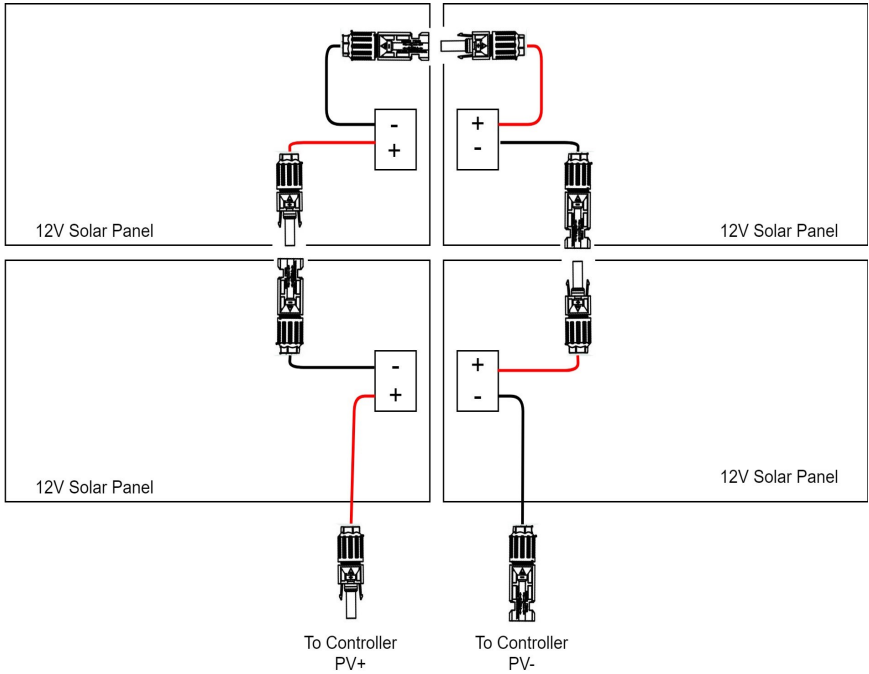 -
+
+
-
12V Solar Panel
12V Solar Panel
-
+
+
-
12V Solar Panel
12V Solar Panel
To Controller
PV+
To Controller
PV-